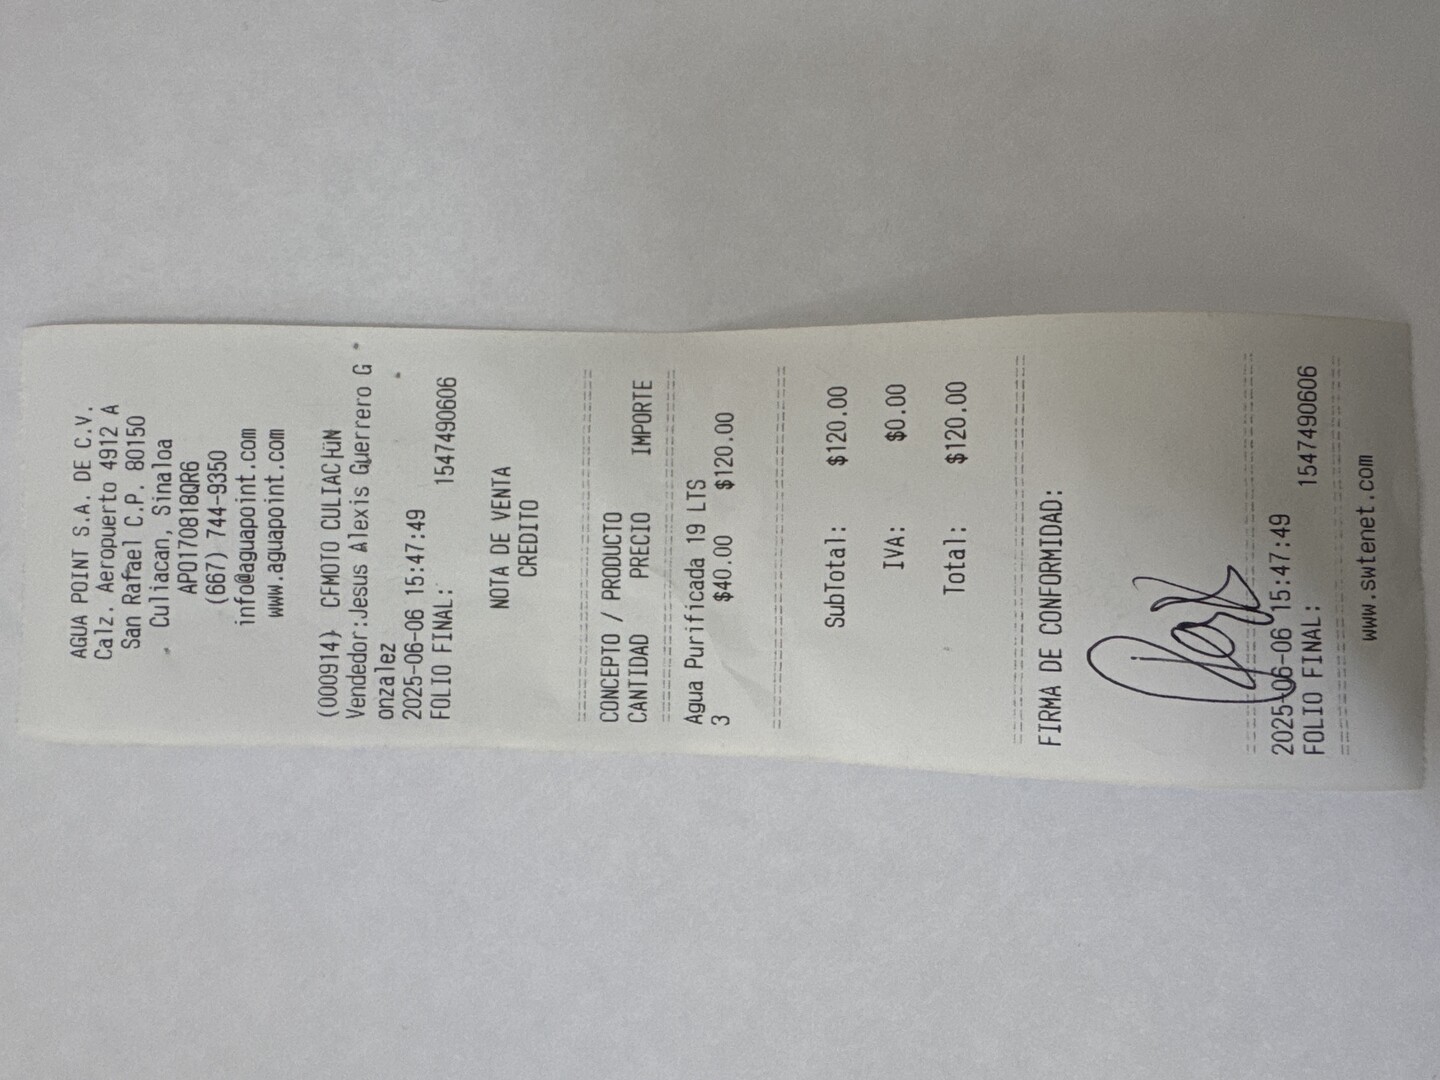 AGUA POINT S.A. DE C.V.
Calz. Aeropuerto 4912 A
San Rafael C.P. 80150
Culiacan, Sinaloa
APO170818QR6
(667) 744-9350
info@aguapoint.com
www.aguapoint.com
(000914) CFMOTO CULIACHÜN
Vendedor:Jesus Alexis Guerrero G
onzalez
2025-06-06 15:47:49
FOLIO FINAL: 1547490606
NOTA DE VENTA
CREDITO
CONCEPTO / PRODUCTO
CANTIDAD PRECIO IMPORTE
Agua Purificada 19 LTS
3 $40.00 $120.00
SubTotal: $120.00
IVA: $0.00
Total: $120.00
FIRMA DE CONFORMIDAD:
2025-06-06 15:47:49
FOLIO FINAL: 1547490606
www.swtenet.com